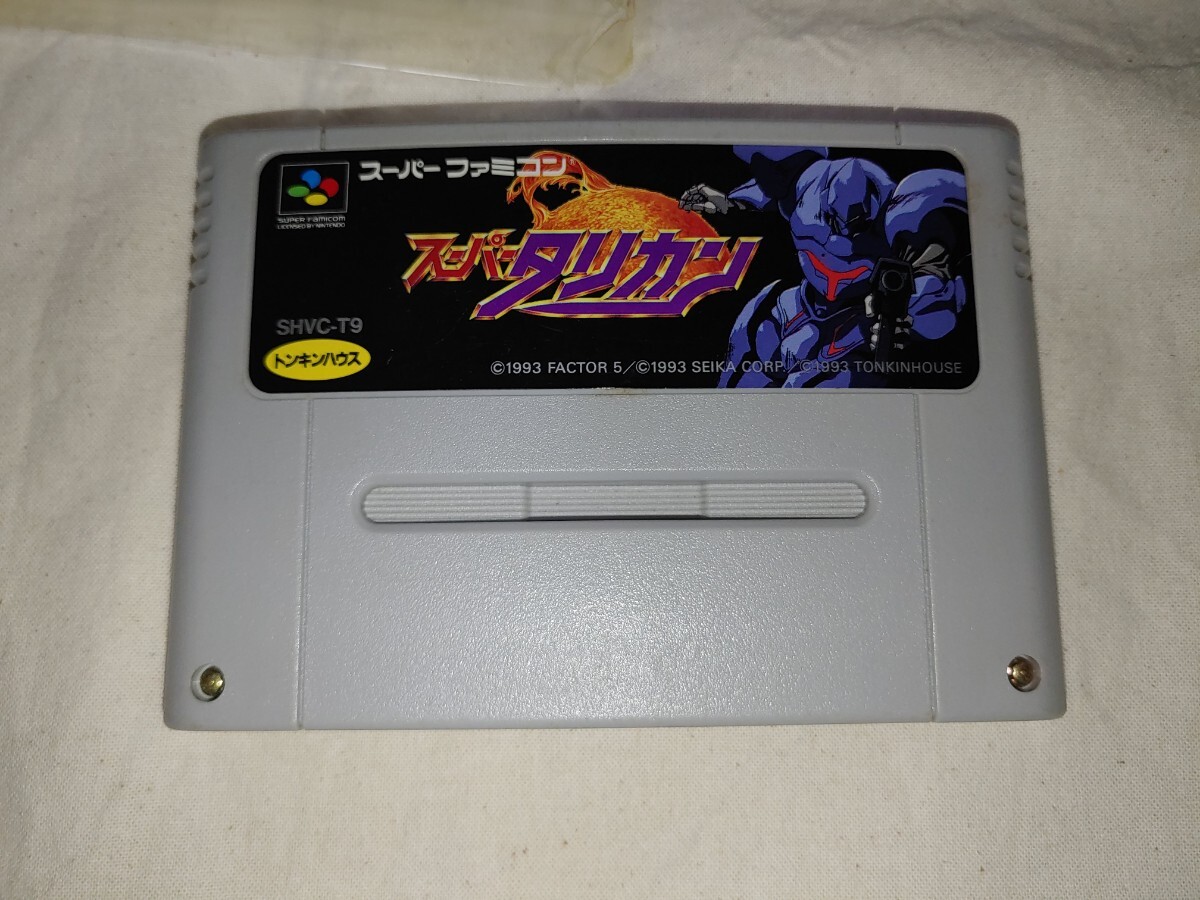 スーパーファミコン
SUPER FAMICOM
LICENSED BY NINTENDO
スーパータリカン
SHVC-T9
トンキンハウス
©1993 FACTOR 5/©1993 SEIKA CORP./©1993 TONKINHOUSE